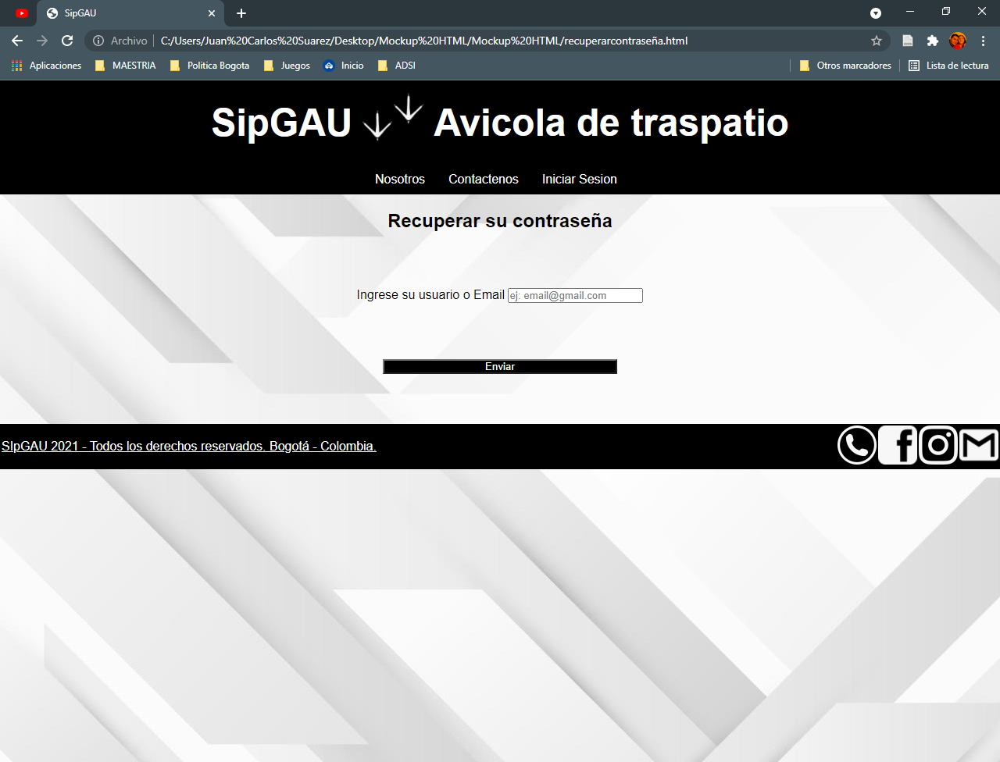 SipGAU
Archivo C:/Users/Juan%20Carlos%20Suarez/Desktop/Mockup%20HTML/Mockup%20HTML/recuperarcontraseña.html
Aplicaciones MAESTRIA Politica Bogota Juegos Inicio ADSI Otros marcadores Lista de lectura
SipGAU Avicola de traspatio
Nosotros Contactenos Iniciar Sesion
Recuperar su contraseña
Ingrese su usuario o Email ej: email@gmail.com
Enviar
SIpGAU 2021 - Todos los derechos reservados. Bogotá - Colombia.